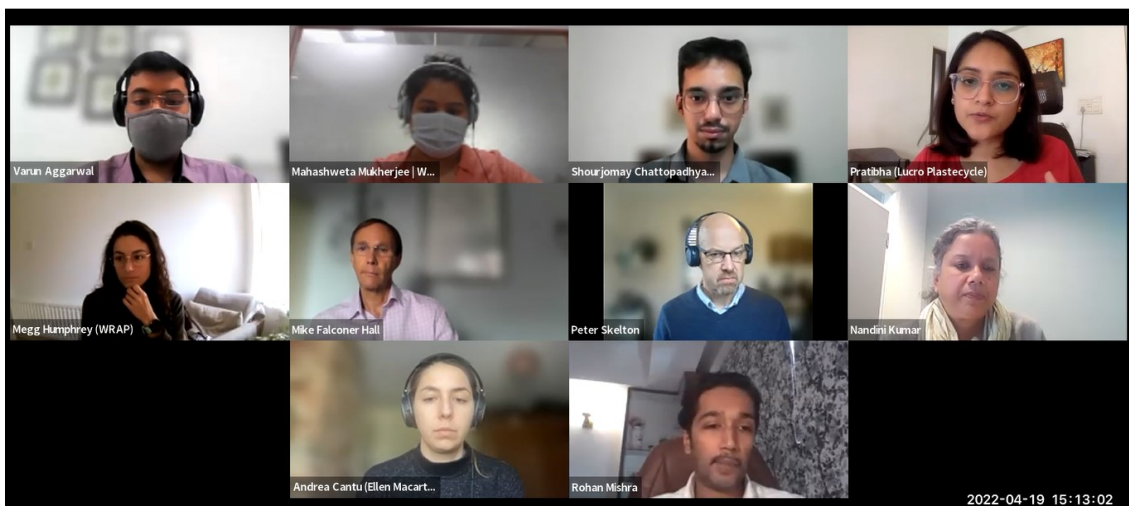 Varun Aggarwal
Mahashweta Mukherjee | W...
Shourjomay Chattopadhya...
Pratibha (Lucro Plastecycle)
Megg Humphrey (WRAP)
Mike Falconer Hall
Peter Skelton
Nandini Kumar
Andrea Cantu (Ellen Macart...
Rohan Mishra
2022-04-19 15:13:02